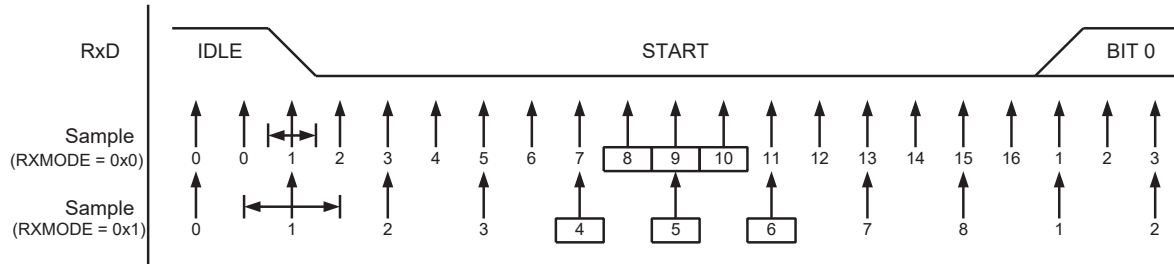 RxD IDLE START BIT 0
Sample
(RXMODE = 0x0) 0 0 1 2 3 4 5 6 7 8 9 10 11 12 13 14 15 16 1 2 3
Sample
(RXMODE = 0x1) 0 1 2 3 4 5 6 7 8 1 2